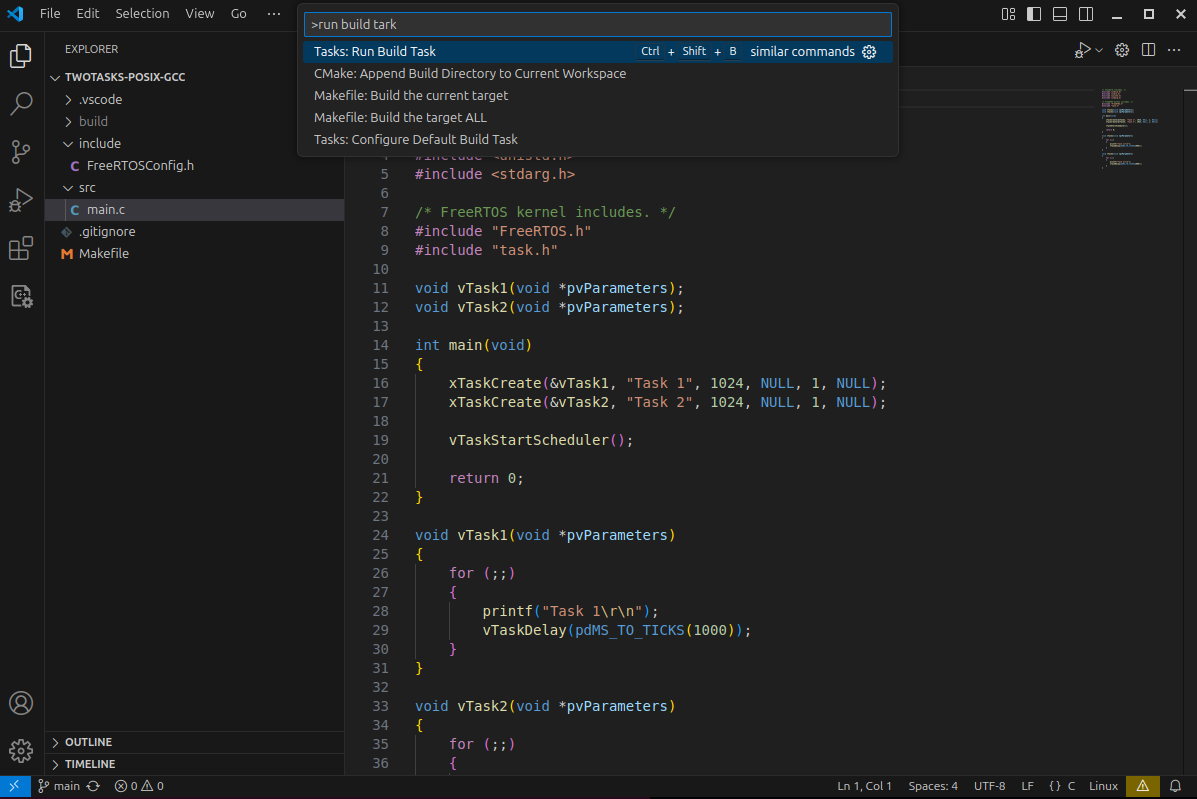 File Edit Selection View Go ···
>run build tark
Tasks: Run Build Task Ctrl + Shift + B similar commands
CMake: Append Build Directory to Current Workspace
Makefile: Build the current target
Makefile: Build the target ALL
Tasks: Configure Default Build Task
EXPLORER
TWOTASKS-POSIX-GCC
.vscode
build
include
C FreeRTOSConfig.h
src
C main.c
.gitignore
M Makefile
OUTLINE
TIMELINE
5 #include <stdarg.h>
6
7 /* FreeRTOS kernel includes. */
8 #include "FreeRTOS.h"
9 #include "task.h"
10
11 void vTask1(void *pvParameters);
12 void vTask2(void *pvParameters);
13
14 int main(void)
15 {
16 xTaskCreate(&vTask1, "Task 1", 1024, NULL, 1, NULL);
17 xTaskCreate(&vTask2, "Task 2", 1024, NULL, 1, NULL);
18
19 vTaskStartScheduler();
20
21 return 0;
22 }
23
24 void vTask1(void *pvParameters)
25 {
26 for (;;)
27 {
28 printf("Task 1\r\n");
29 vTaskDelay(pdMS_TO_TICKS(1000));
30 }
31 }
32
33 void vTask2(void *pvParameters)
34 {
35 for (;;)
36 {
main 0 0 Ln 1, Col 1 Spaces: 4 UTF-8 LF {} C Linux